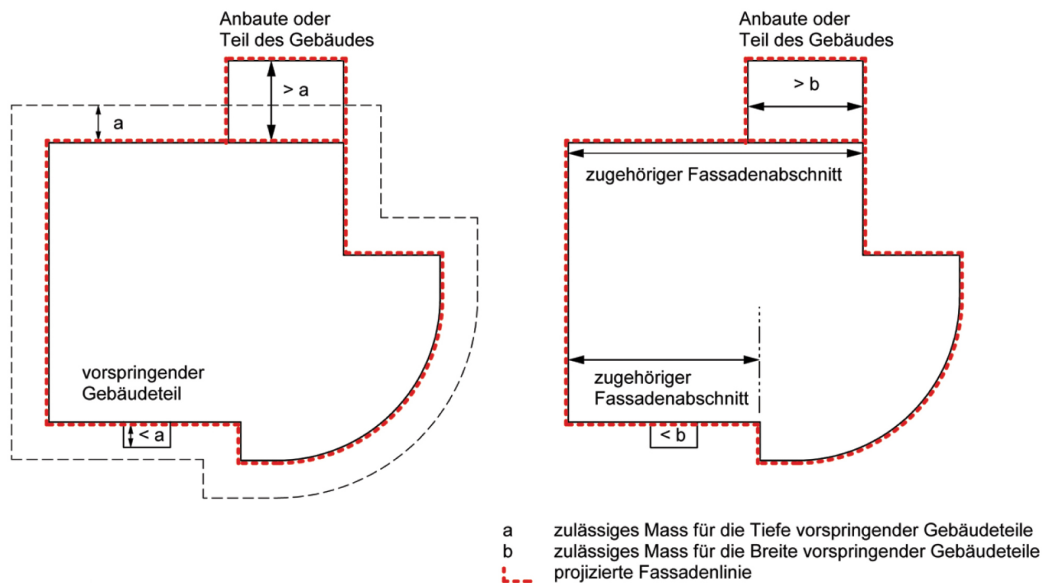 Anbaute oder
Teil des Gebäudes
> a
a
vorspringender
Gebäudeteil
< a
Anbaute oder
Teil des Gebäudes
> b
zugehöriger Fassadenabschnitt
zugehöriger
Fassadenabschnitt
< b
a zulässiges Mass für die Tiefe vorspringender Gebäudeteile
b zulässiges Mass für die Breite vorspringender Gebäudeteile
projizierte Fassadenlinie